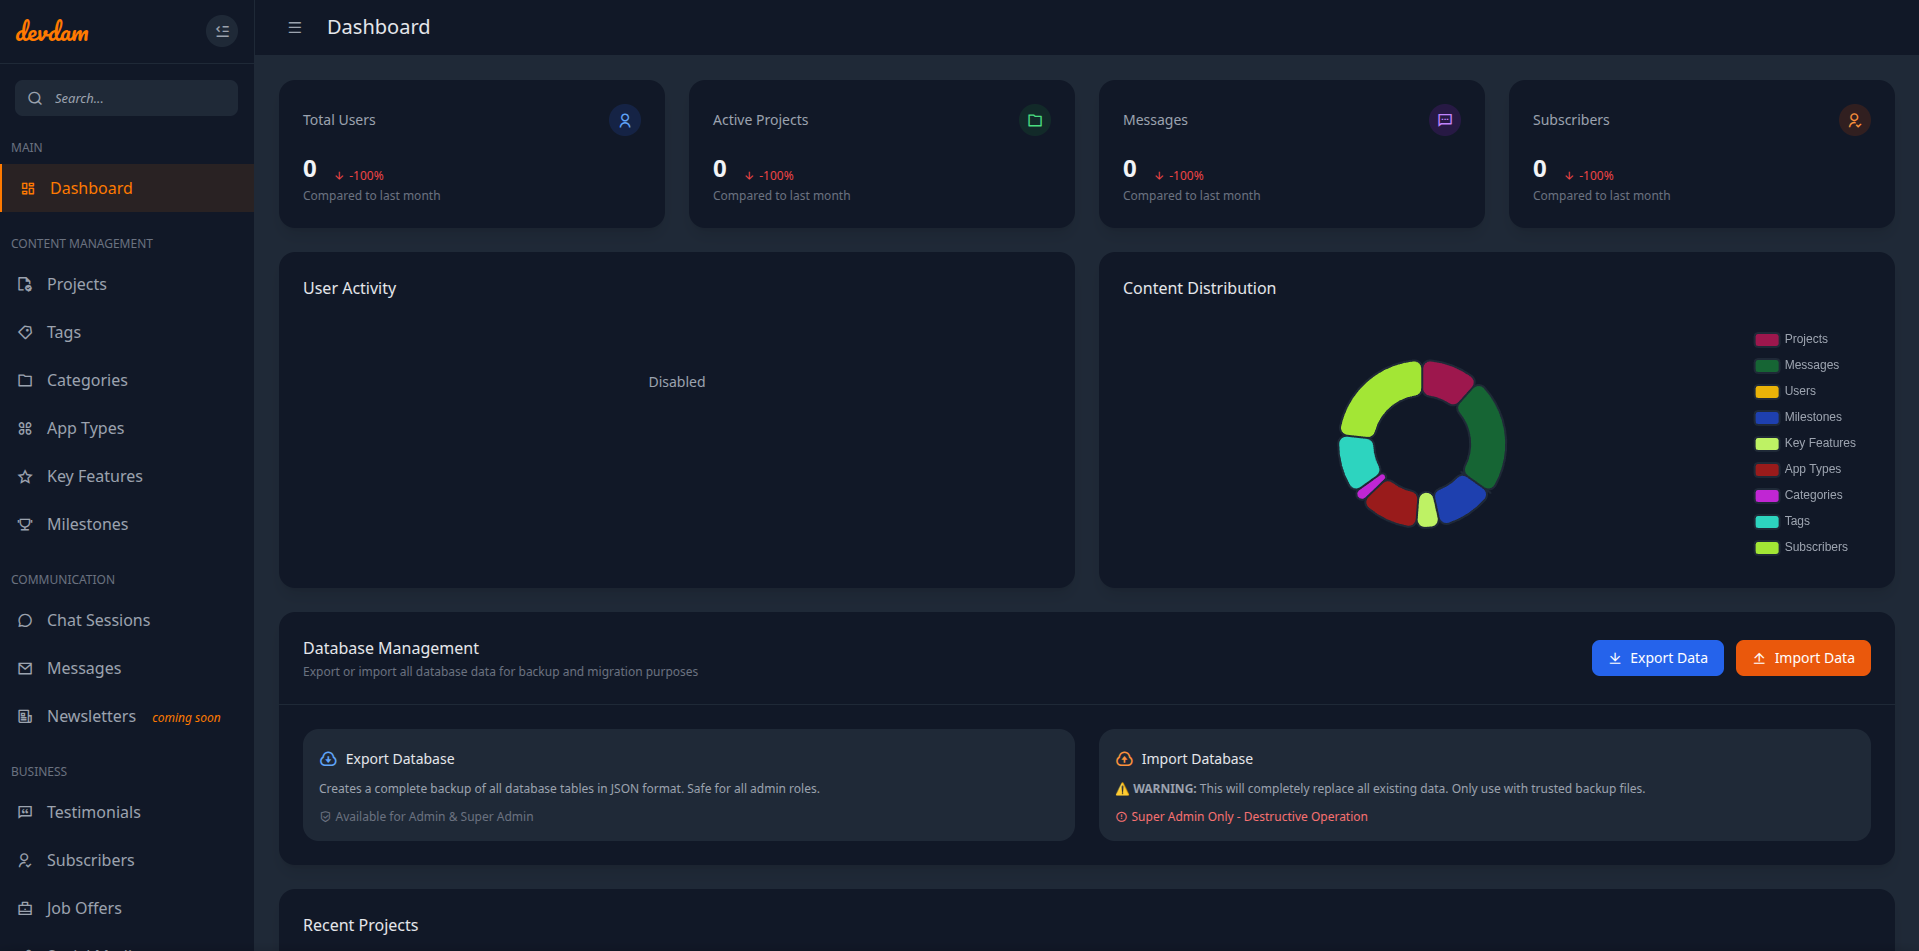 devdam
Search...
MAIN
Dashboard
CONTENT MANAGEMENT
Projects
Tags
Categories
App Types
Key Features
Milestones
COMMUNICATION
Chat Sessions
Messages
Newsletters coming soon
BUSINESS
Testimonials
Subscribers
Job Offers
Dashboard
Total Users
0 -100%
Compared to last month
Active Projects
0 -100%
Compared to last month
Messages
0 -100%
Compared to last month
Subscribers
0 -100%
Compared to last month
User Activity
Disabled
Content Distribution
Projects
Messages
Users
Milestones
Key Features
App Types
Categories
Tags
Subscribers
Database Management
Export or import all database data for backup and migration purposes
Export Data
Import Data
Export Database
Creates a complete backup of all database tables in JSON format. Safe for all admin roles.
Available for Admin & Super Admin
Import Database
⚠️ WARNING: This will completely replace all existing data. Only use with trusted backup files.
Super Admin Only - Destructive Operation
Recent Projects